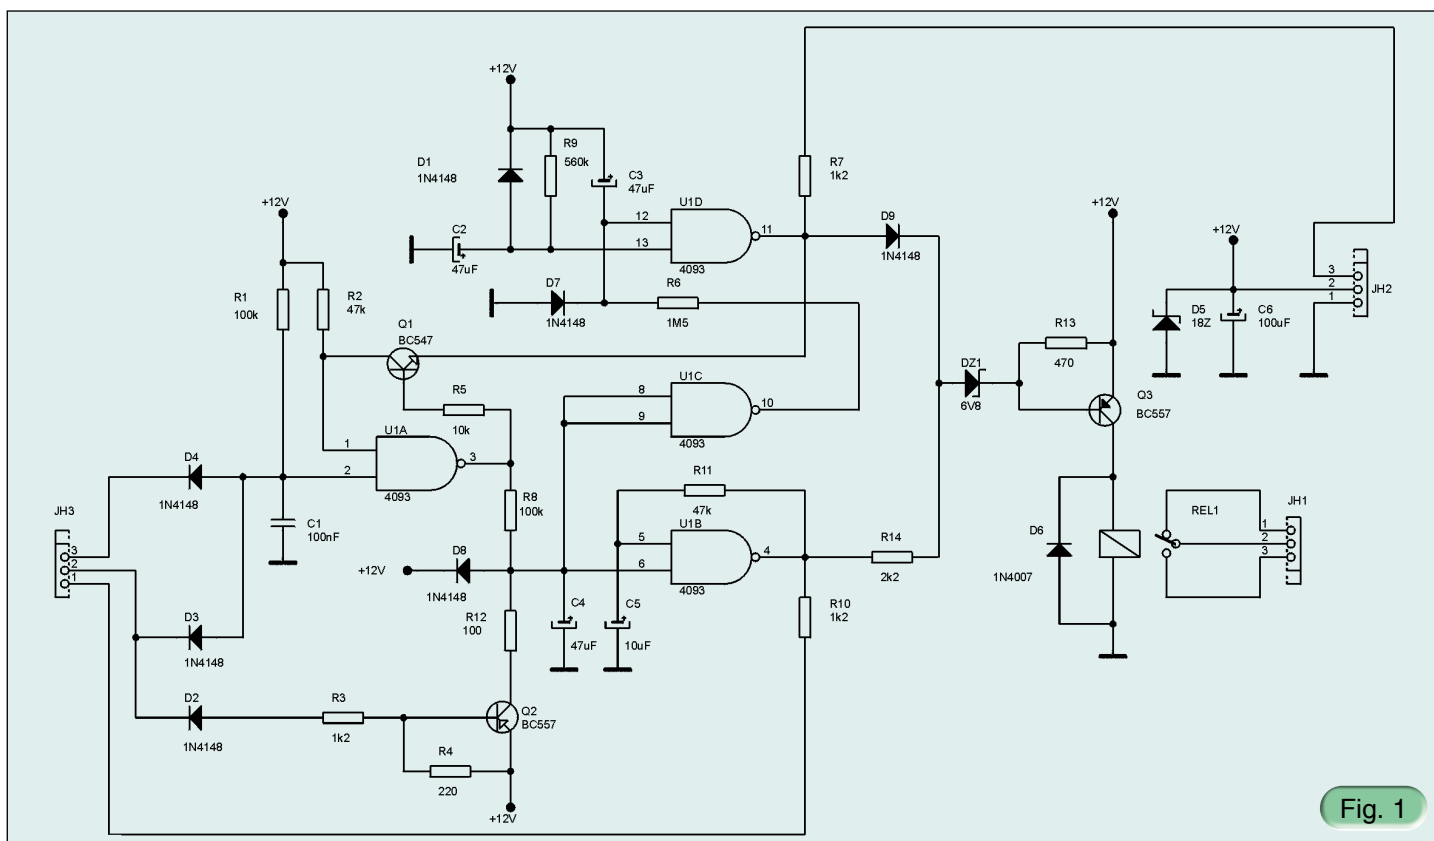 +12V
R9
560k
D1
1N4148
C3
47uF
R7
1k2
U1D
12
13
11
4093
D9
1N4148
+12V
C2
47uF
+12V
+12V
R1
100k
R2
47k
D7
1N4148
R6
1M5
3
2
1
JH2
D5
18Z
C6
100uF
Q1
BC547
R13
470
DZ1
6V8
U1C
8
9
10
4093
Q3
BC557
R5
10k
U1A
1
2
3
4093
D4
1N4148
R8
100k
R11
47k
JH3
3
2
1
C1
100nF
U1B
5
6
4
4093
R14
2k2
REL1
JH1
1
2
3
D6
1N4007
+12V
D8
1N4148
R12
100
C4
47uF
C5
10uF
R10
1k2
D3
1N4148
D2
1N4148
R3
1k2
Q2
BC557
R4
220
+12V
Fig. 1